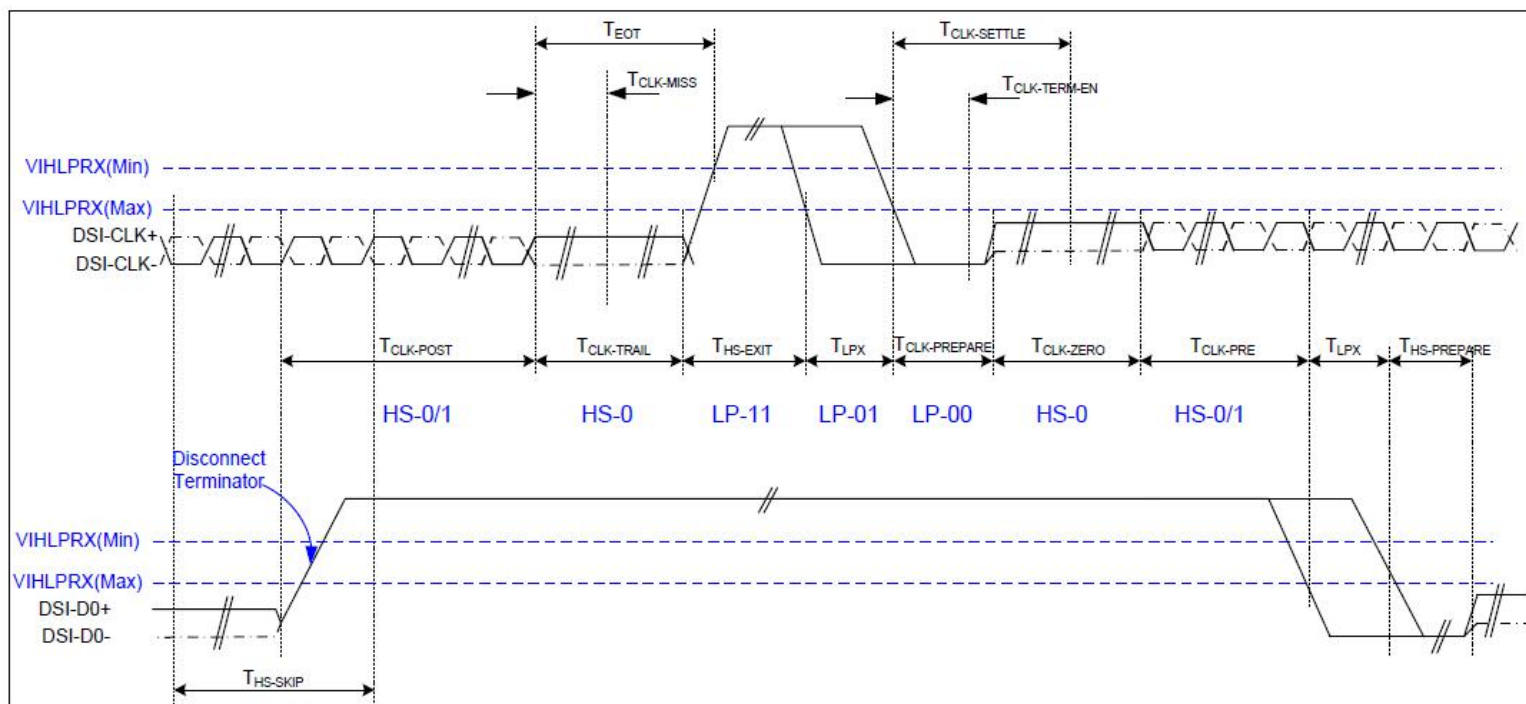 TEOT
TCLK-SETTLE
TCLK-MISS
TCLK-TERM-EN
VIHLPRX(Min)
VIHLPRX(Max)
DSI-CLK+
DSI-CLK-
TCLK-POST
TCLK-TRAIL
THS-EXIT
TLPX
TCLK-PREPARE
TCLK-ZERO
TCLK-PRE
TLPX
THS-PREPARE
HS-0/1
HS-0
LP-11
LP-01
LP-00
HS-0
HS-0/1
Disconnect
Terminator
VIHLPRX(Min)
VIHLPRX(Max)
DSI-D0+
DSI-D0-
THS-SKIP